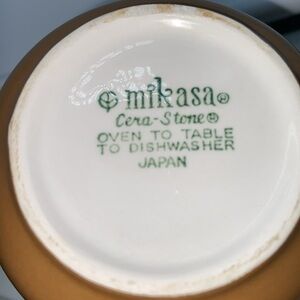 mikasa®
Cera-Stone®
OVEN TO TABLE
TO DISHWASHER
JAPAN